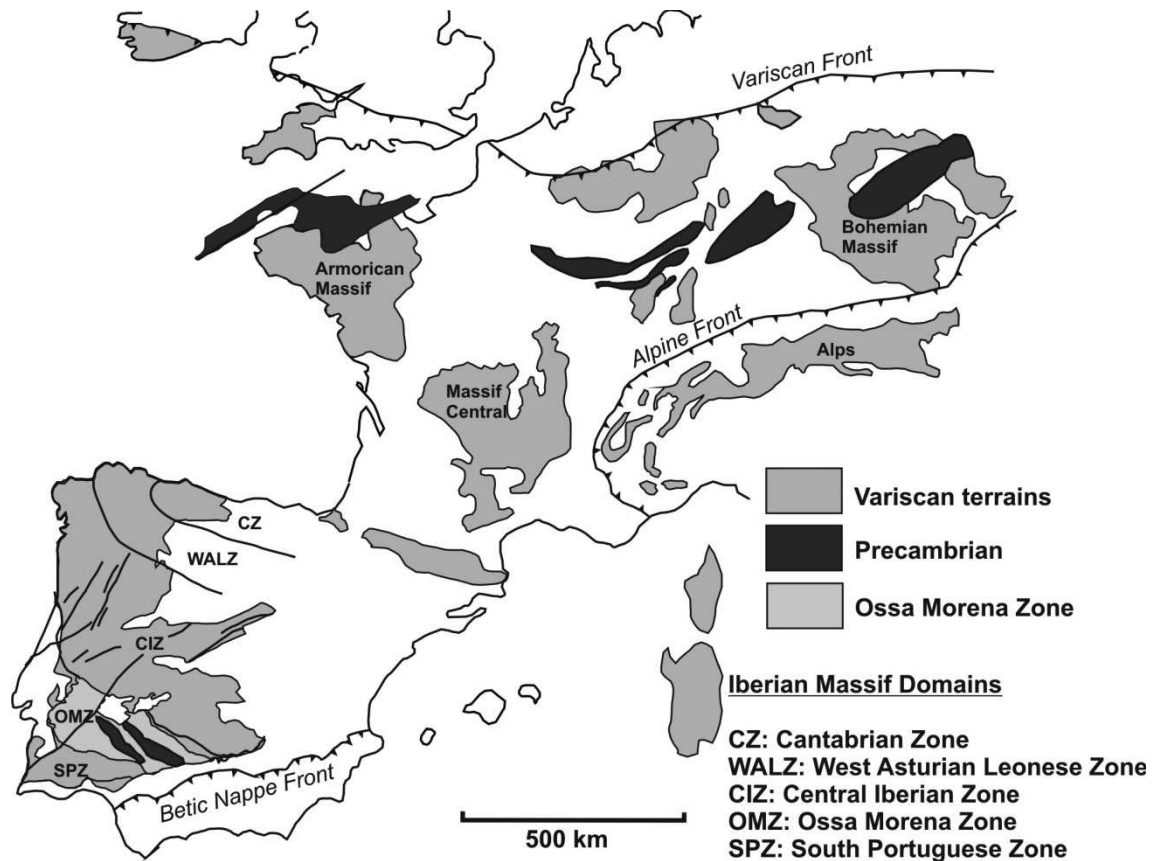 Variscan Front
Bohemian
Massif
Armorican
Massif
Alpine Front
Alps
Massif
Central
CZ
WALZ
CIZ
OMZ
SPZ
Betic Nappe Front
Variscan terrains
Precambrian
Ossa Morena Zone
Iberian Massif Domains
CZ: Cantabrian Zone
WALZ: West Asturian Leonese Zone
CIZ: Central Iberian Zone
OMZ: Ossa Morena Zone
SPZ: South Portuguese Zone
500 km